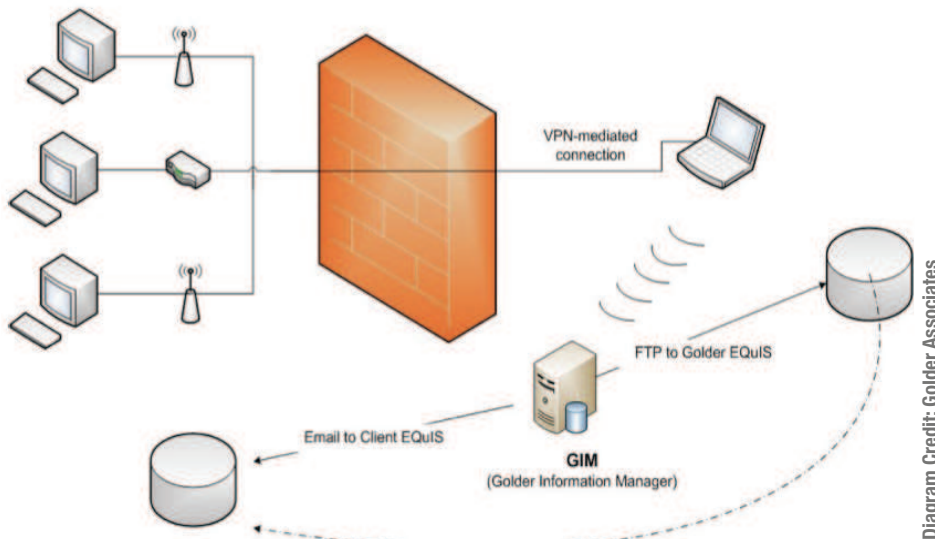 VPN-mediated
connection
FTP to Golder EQuIS
Email to Client EQuIS
GIM
(Golder Information Manager)
Diagram Credit: Golder Associates